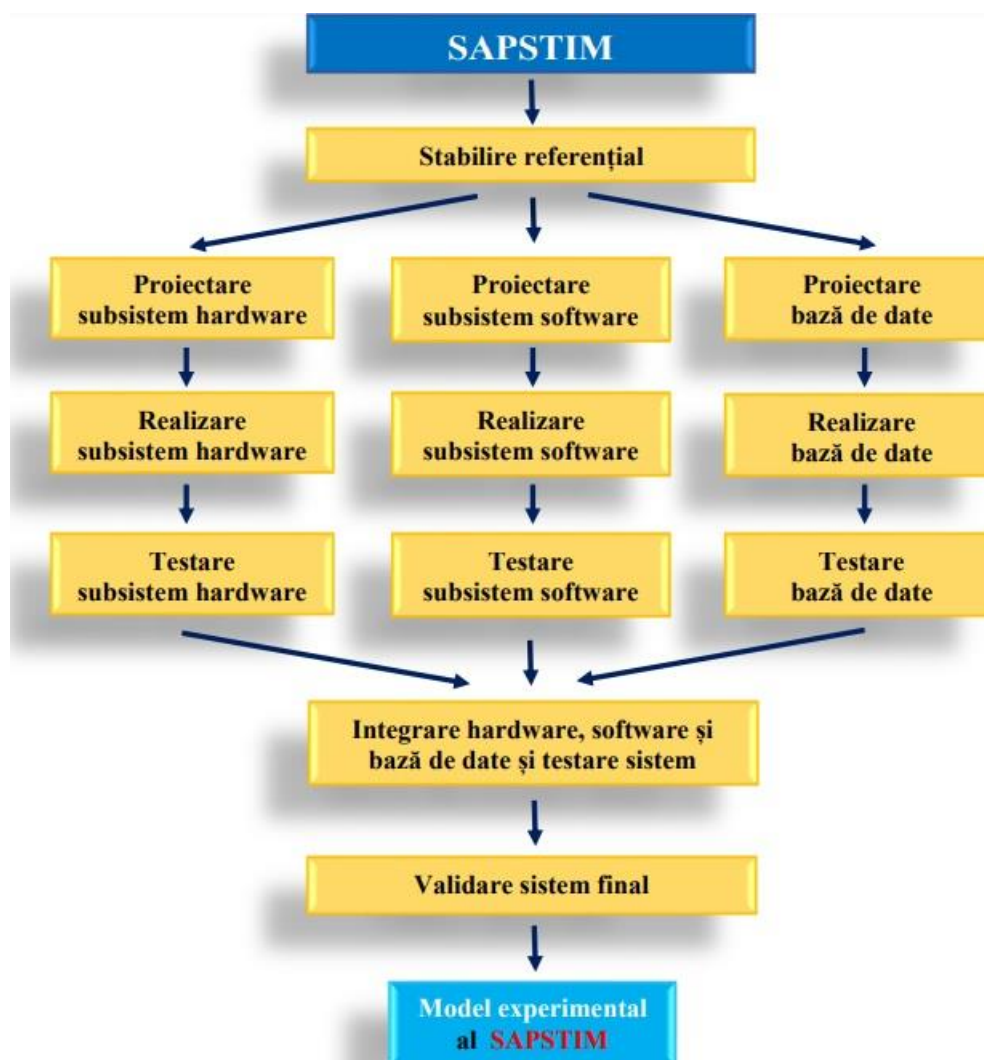 SAPSTIM
Stabilire referențial
Proiectare
subsistem hardware
Proiectare
subsistem software
Proiectare
bază de date
Realizare
subsistem hardware
Realizare
subsistem software
Realizare
bază de date
Testare
subsistem hardware
Testare
subsistem software
Testare
bază de date
Integrare hardware, software și
bază de date și testare sistem
Validare sistem final
Model experimental
al SAPSTIM